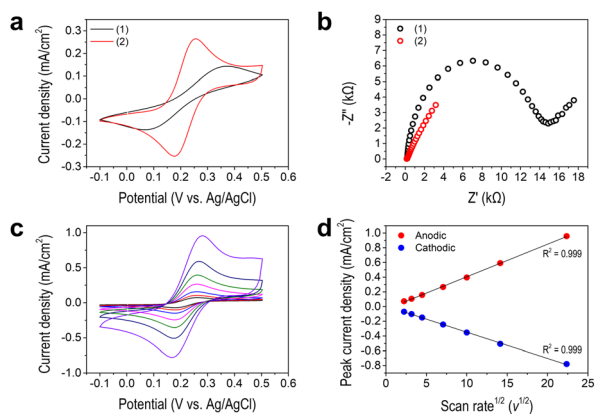 a
0.3
0.2
0.1
0.0
-0.1
-0.2
-0.3
-0.1 0.0 0.1 0.2 0.3 0.4 0.5 0.6
Current density (mA/cm²)
Potential (V vs. Ag/AgCl)
(1)
(2)
b
-9
-8
-7
-6
-5
-4
-3
-2
-1
0
0 2 4 6 8 10 12 14 16 18
-Z" (kΩ)
Z' (kΩ)
(1)
(2)
c
1.0
0.5
0.0
-0.5
-1.0
-0.1 0.0 0.1 0.2 0.3 0.4 0.5 0.6
Current density (mA/cm²)
Potential (V vs. Ag/AgCl)
d
1.0
0.8
0.6
0.4
0.2
0.0
-0.2
-0.4
-0.6
-0.8
0 5 10 15 20 25
Peak current density (mA/cm²)
Scan rate¹ᐟ² (v¹ᐟ²)
Anodic
Cathodic
R² = 0.999
R² = 0.999